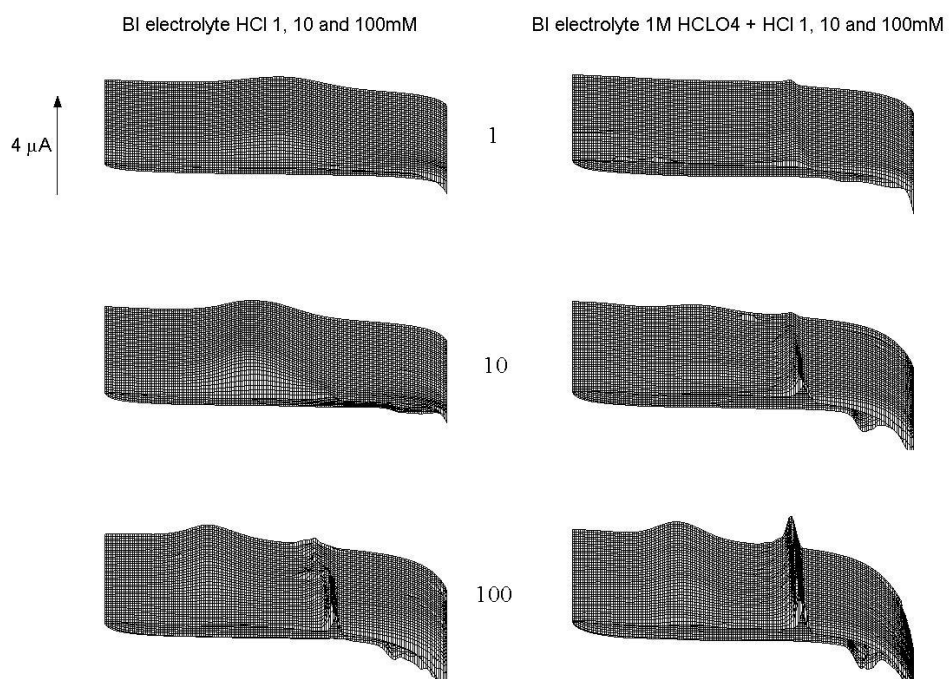 BI electrolyte HCl 1, 10 and 100mM
BI electrolyte 1M HCLO4 + HCl 1, 10 and 100mM
4 μA
1
10
100